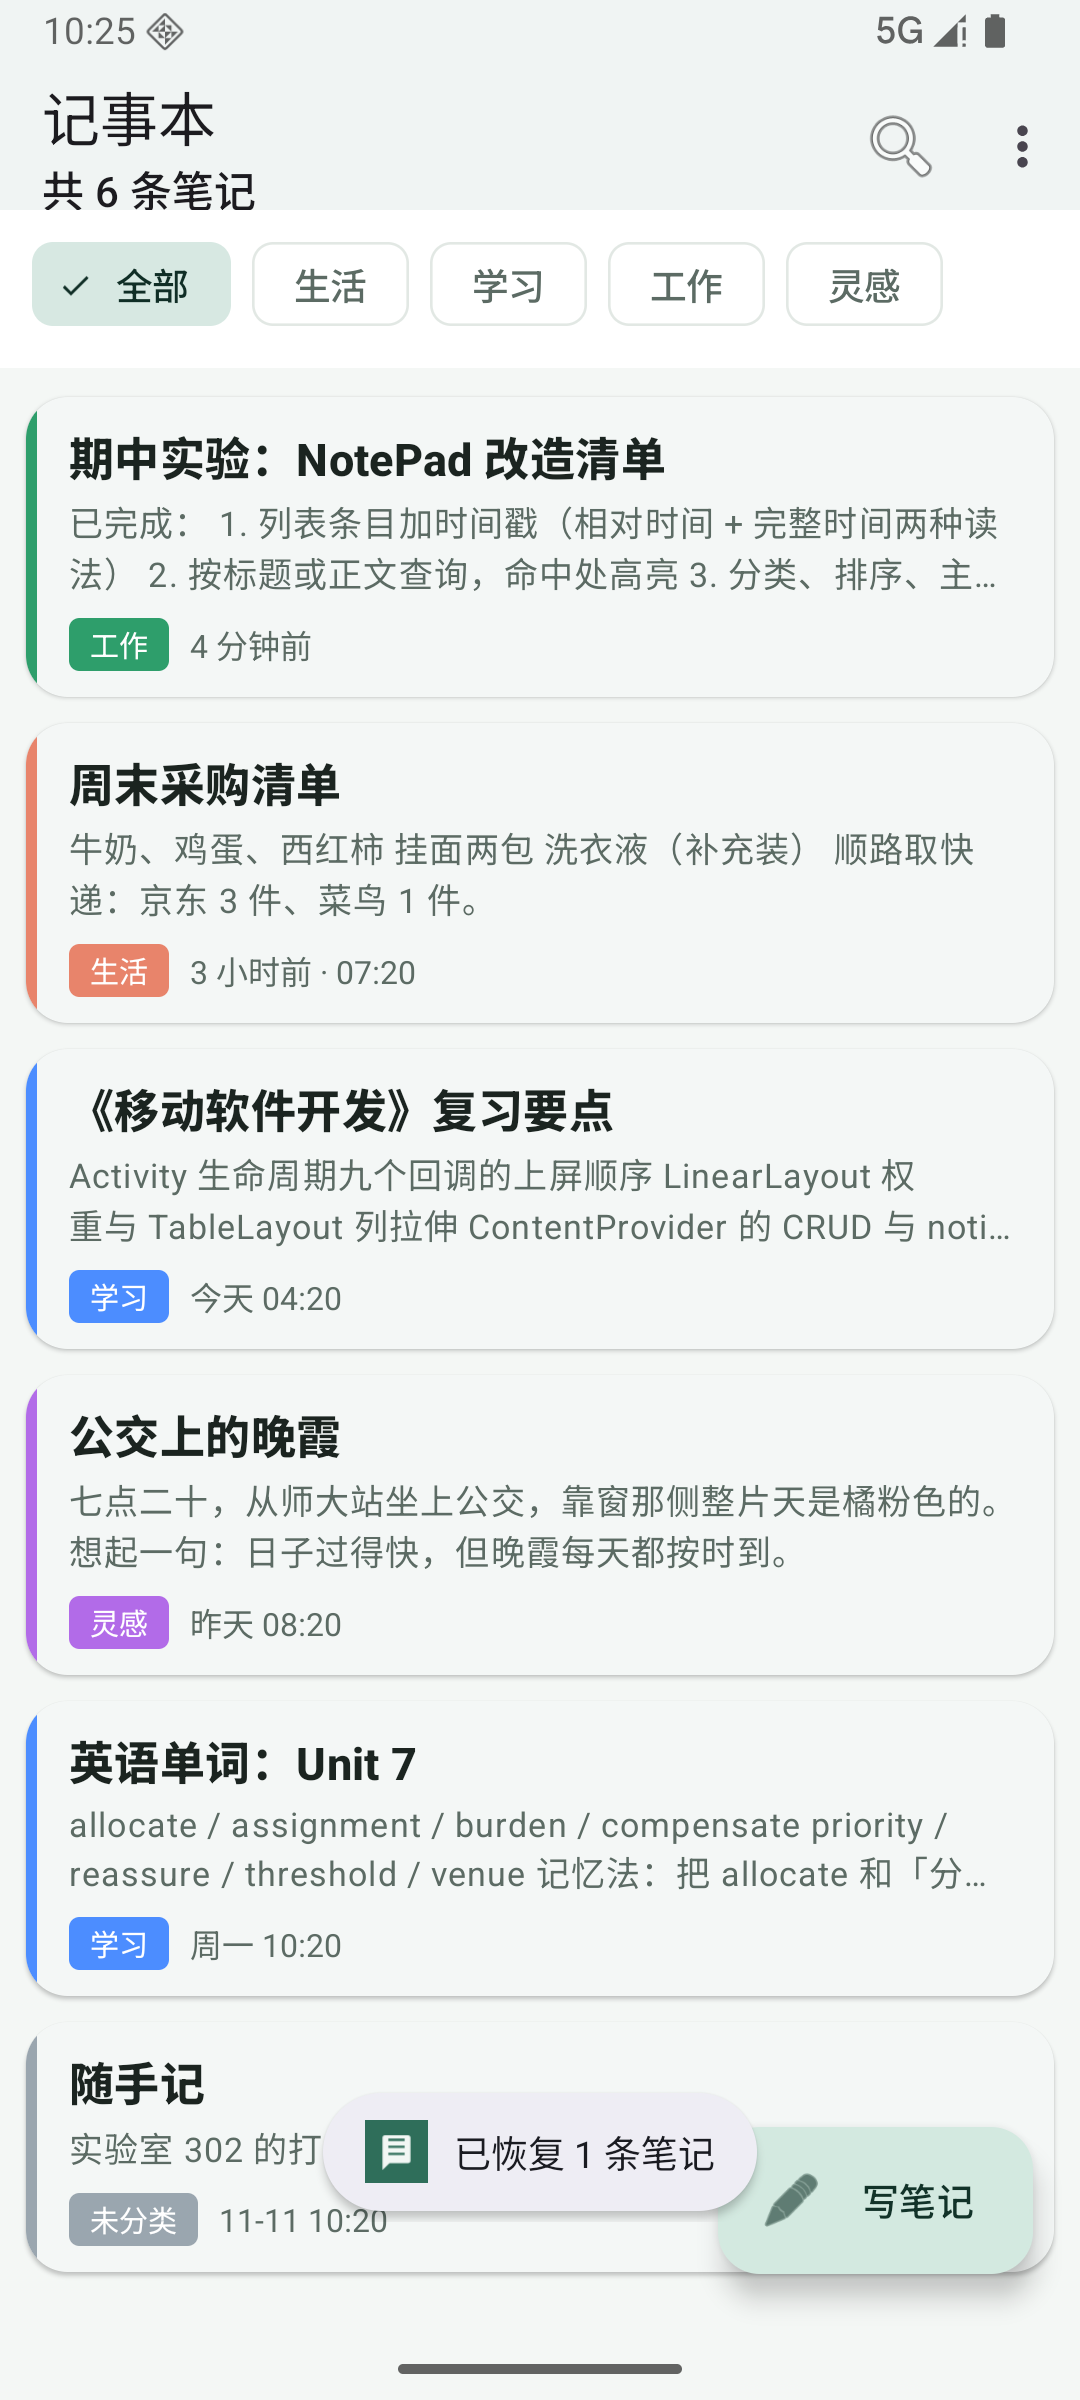 10:25
5G
记事本
共 6 条笔记
全部
生活
学习
工作
灵感
期中实验：NotePad 改造清单
已完成： 1. 列表条目加时间戳（相对时间 + 完整时间两种读
法） 2. 按标题或正文查询，命中处高亮 3. 分类、排序、主…
工作 4 分钟前
周末采购清单
牛奶、鸡蛋、西红柿 挂面两包 洗衣液（补充装） 顺路取快
递：京东 3 件、菜鸟 1 件。
生活 3 小时前 · 07:20
《移动软件开发》复习要点
Activity 生命周期九个回调的上屏顺序 LinearLayout 权
重与 TableLayout 列拉伸 ContentProvider 的 CRUD 与 noti…
学习 今天 04:20
公交上的晚霞
七点二十，从师大站坐上公交，靠窗那侧整片天是橘粉色的。
想起一句：日子过得快，但晚霞每天都按时到。
灵感 昨天 08:20
英语单词：Unit 7
allocate / assignment / burden / compensate priority /
reassure / threshold / venue 记忆法：把 allocate 和「分…
学习 周一 10:20
随手记
实验室 302 的打
已恢复 1 条笔记
未分类 11-11 10:20
写笔记